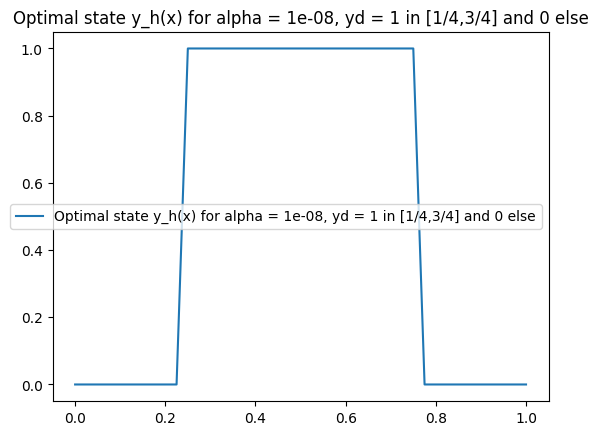 Optimal state y_h(x) for alpha = 1e-08, yd = 1 in [1/4,3/4] and 0 else
1.0
0.8
0.6
Optimal state y_h(x) for alpha = 1e-08, yd = 1 in [1/4,3/4] and 0 else
0.4
0.2
0.0
0.0 0.2 0.4 0.6 0.8 1.0